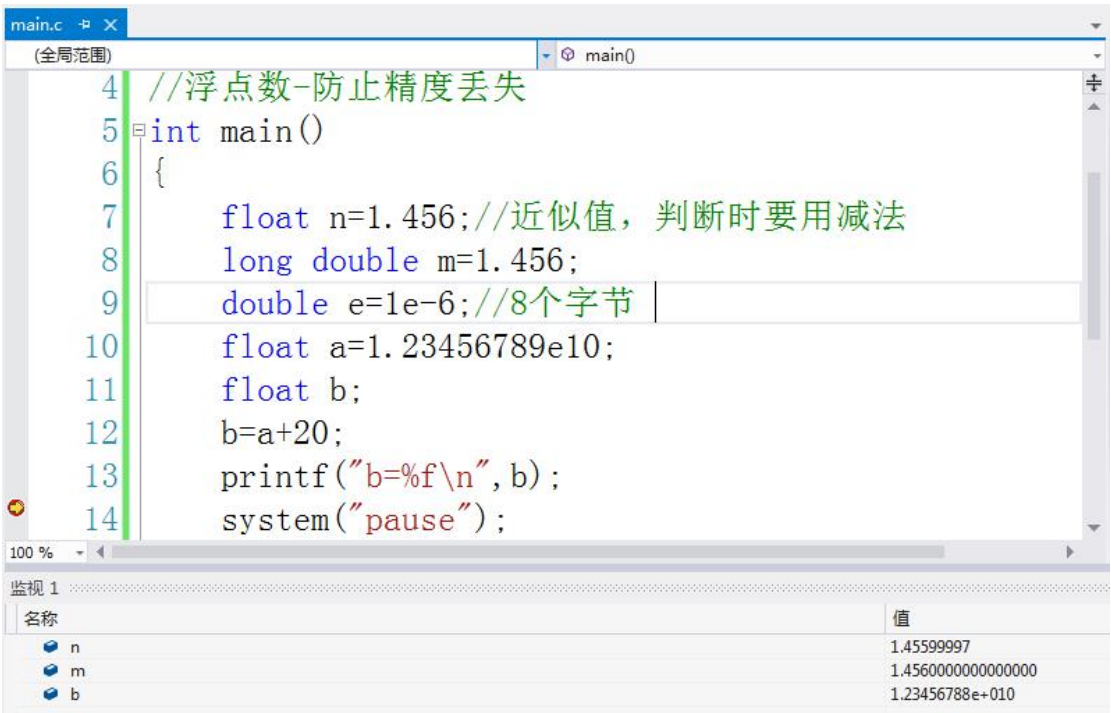 main.c
(全局范围) main()
4 //浮点数-防止精度丢失
5 int main()
6 {
7 float n=1.456;//近似值，判断时要用减法
8 long double m=1.456;
9 double e=1e-6;//8个字节
10 float a=1.23456789e10;
11 float b;
12 b=a+20;
13 printf("b=%f\n",b);
14 system("pause");
100 %
监视 1
名称 值
n 1.45599997
m 1.4560000000000000
b 1.23456788e+010